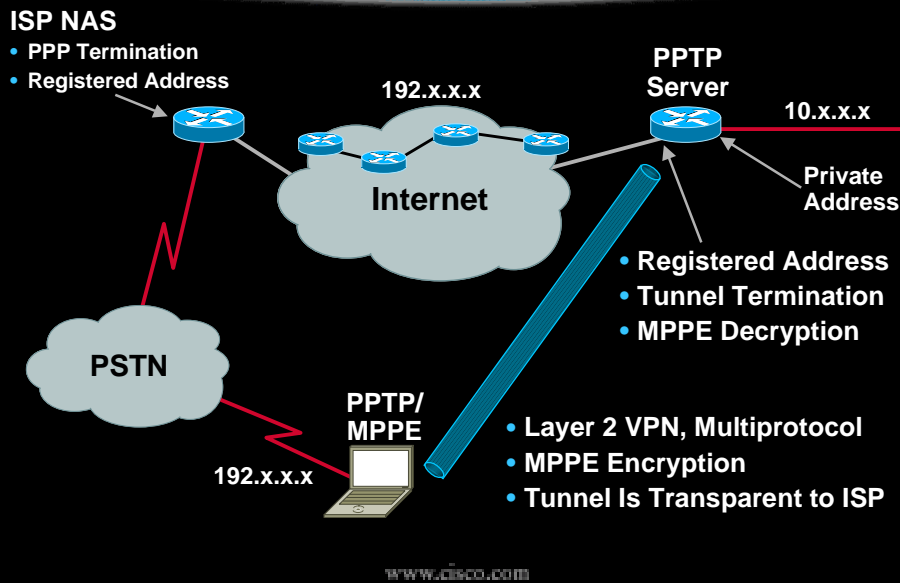 ISP NAS
• PPP Termination
• Registered Address
192.x.x.x
PPTP
Server
10.x.x.x
Private
Address
Internet
• Registered Address
• Tunnel Termination
• MPPE Decryption
PSTN
PPTP/
MPPE
192.x.x.x
• Layer 2 VPN, Multiprotocol
• MPPE Encryption
• Tunnel Is Transparent to ISP
www.cisco.com